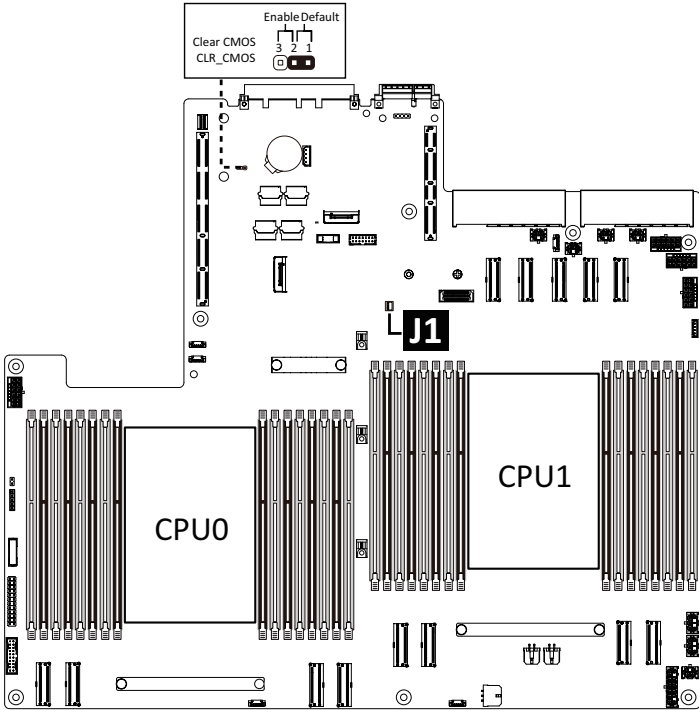 Enable Default
Clear CMOS
3 2 1
CLR_CMOS
J1
CPU1
CPU0